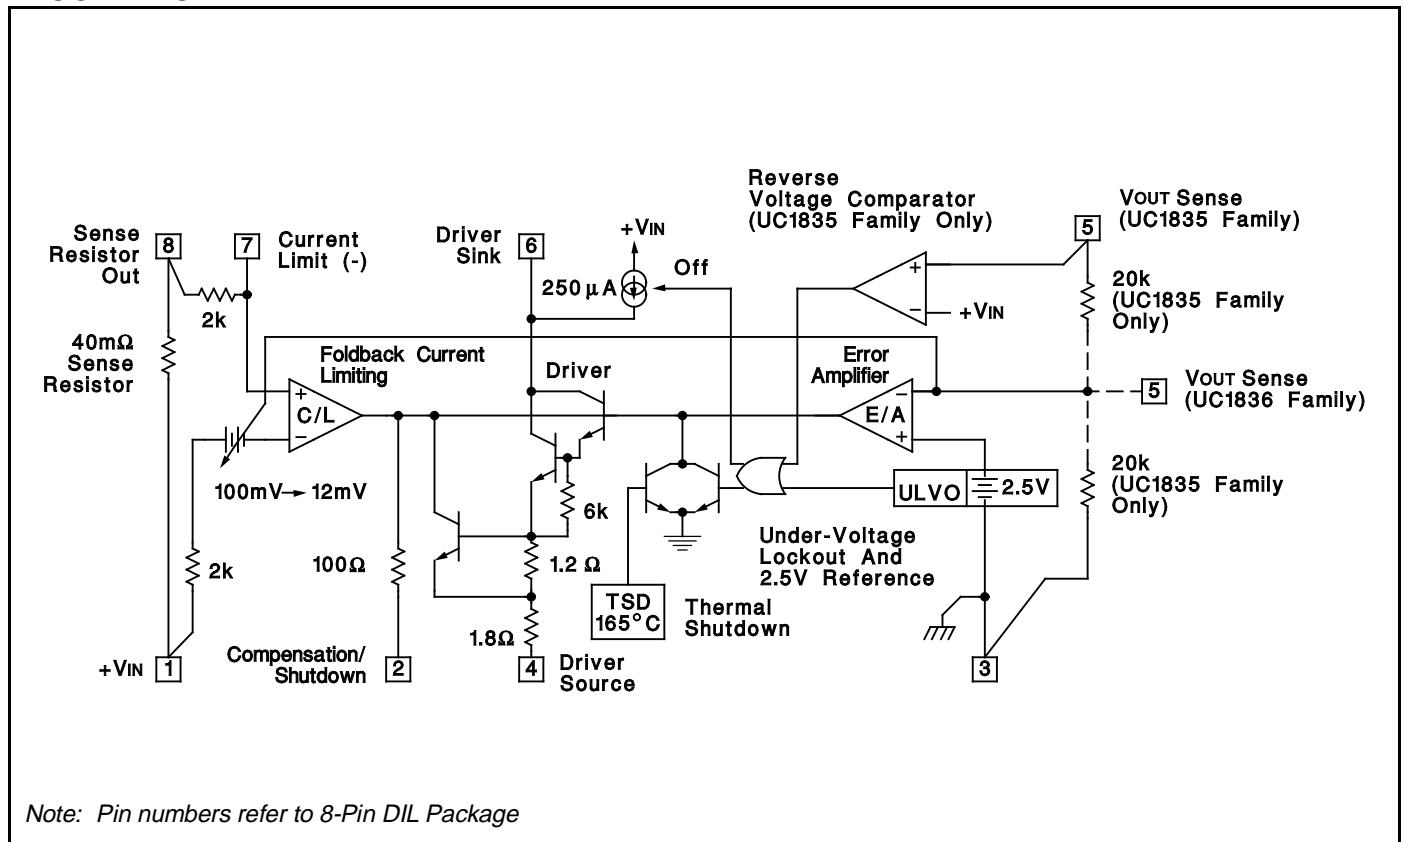 Reverse
Voltage Comparator
(UC1835 Family Only)
VOUT Sense
(UC1835 Family)
Sense
Resistor
Out
8
7
Current
Limit (-)
Driver
Sink
6
+VIN
5
250µA
Off
+
−
+VIN
20k
(UC1835 Family
Only)
2k
40mΩ
Sense
Resistor
Foldback Current
Limiting
Driver
Error
Amplifier
5
VOUT Sense
(UC1836 Family)
+
C/L
−
−
E/A
+
100mV→12mV
6k
ULVO
2.5V
20k
(UC1835 Family
Only)
2k
100Ω
1.2 Ω
Under-Voltage
Lockout And
2.5V Reference
TSD
165°C
Thermal
Shutdown
1.8Ω
+VIN
1
Compensation/
Shutdown
2
4
Driver
Source
3
Note: Pin numbers refer to 8-Pin DIL Package